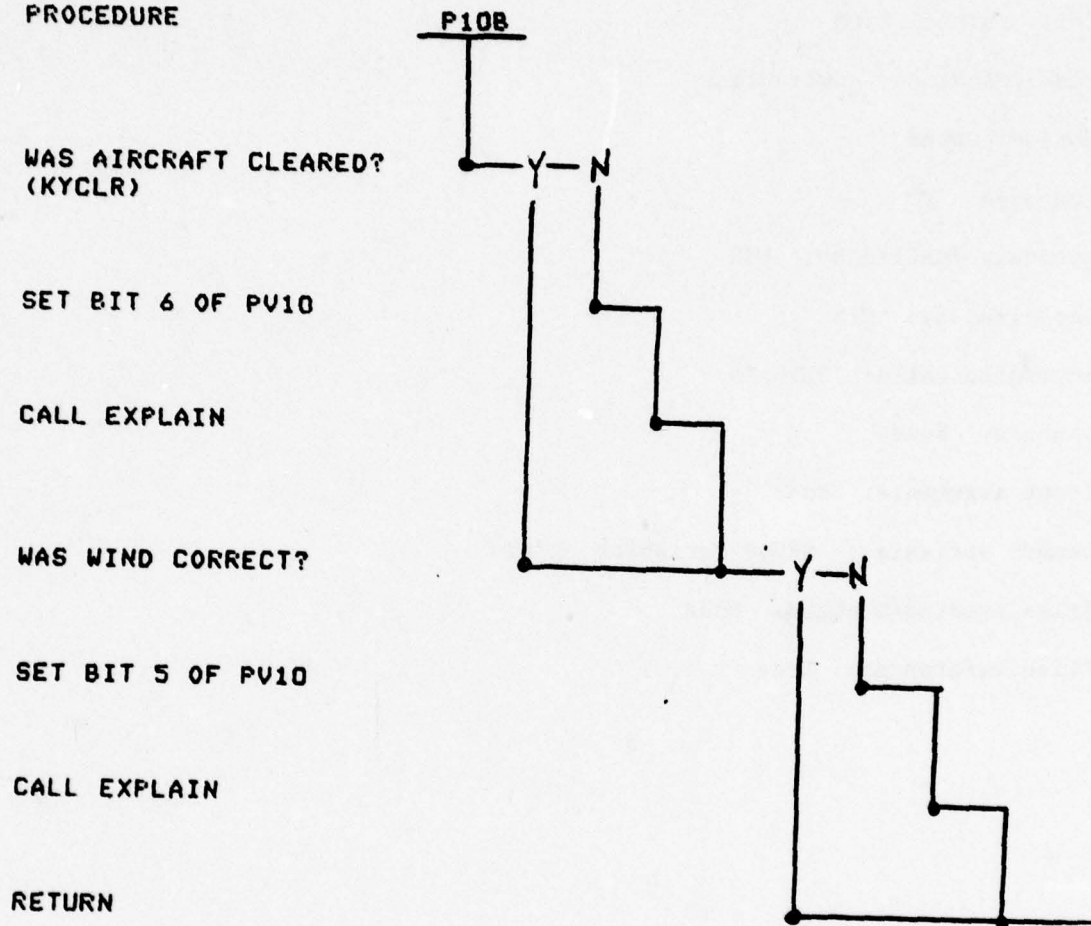 PROCEDURE P10B
WAS AIRCRAFT CLEARED? Y N
(KYCLR)
SET BIT 6 OF PV10
CALL EXPLAIN
WAS WIND CORRECT? Y N
SET BIT 5 OF PV10
CALL EXPLAIN
RETURN